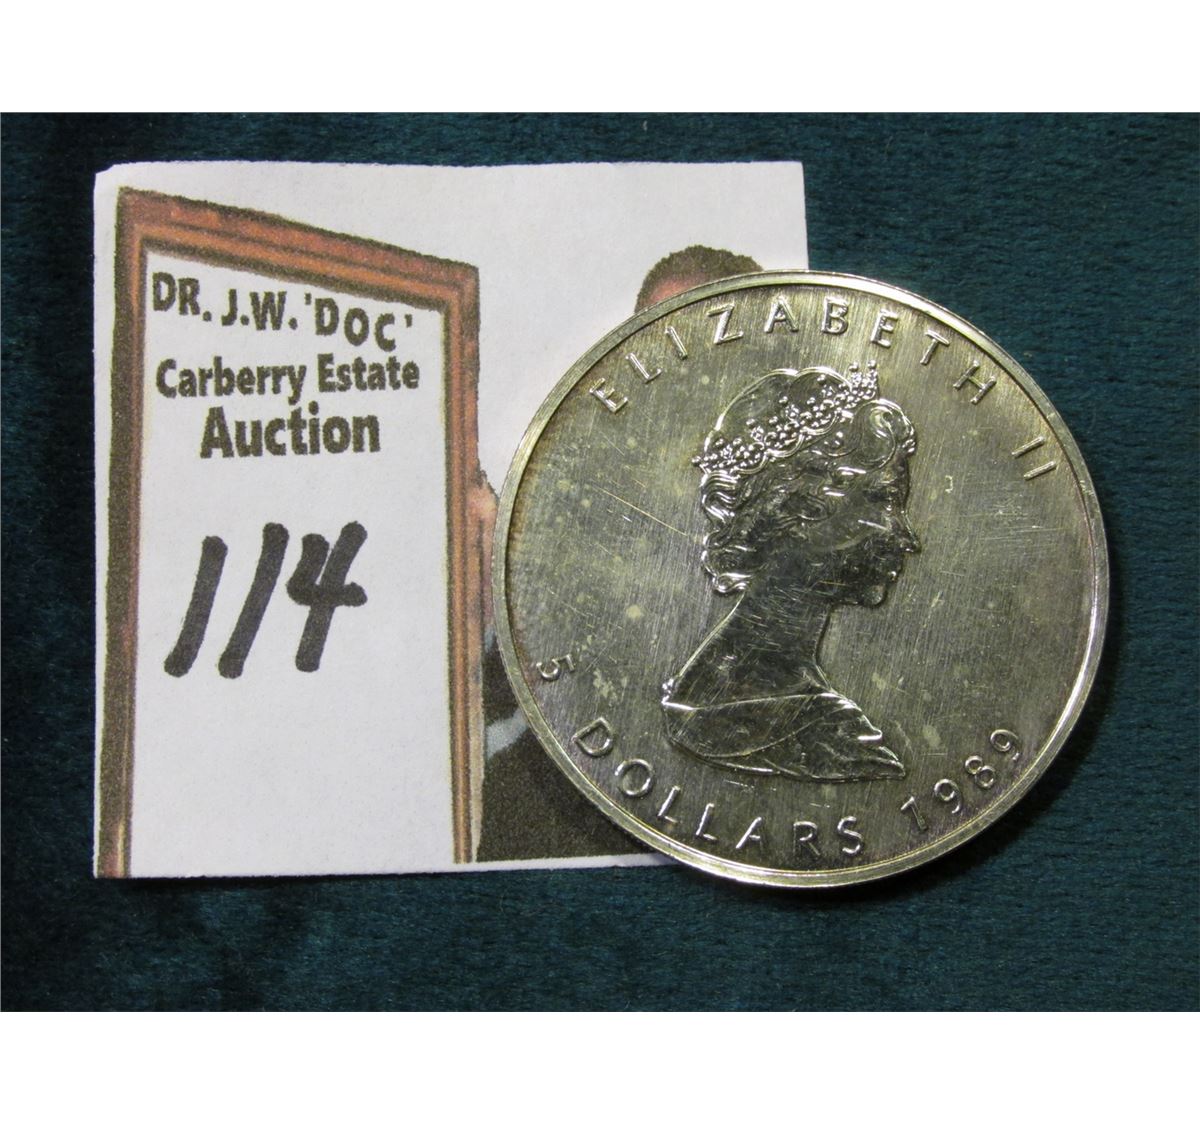 DR. J.W. 'DOC'
Carberry Estate
Auction
114
ELIZABETH II
5 DOLLARS 1989